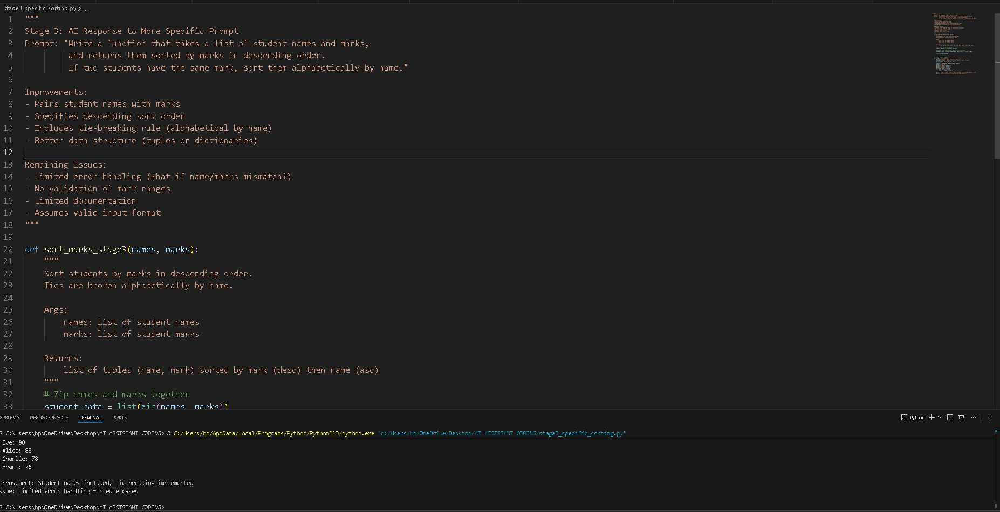 stage3_specific_sorting.py > ...
1 """
2 Stage 3: AI Response to More Specific Prompt
3 Prompt: "Write a function that takes a list of student names and marks,
4 and returns them sorted by marks in descending order.
5 If two students have the same mark, sort them alphabetically by name."
6
7 Improvements:
8 - Pairs student names with marks
9 - Specifies descending sort order
10 - Includes tie-breaking rule (alphabetical by name)
11 - Better data structure (tuples or dictionaries)
12
13 Remaining Issues:
14 - Limited error handling (what if name/marks mismatch?)
15 - No validation of mark ranges
16 - Limited documentation
17 - Assumes valid input format
18 """
19
20 def sort_marks_stage3(names, marks):
21 """
22 Sort students by marks in descending order.
23 Ties are broken alphabetically by name.
24
25 Args:
26 names: list of student names
27 marks: list of student marks
28
29 Returns:
30 list of tuples (name, mark) sorted by mark (desc) then name (asc)
31 """
32 # Zip names and marks together
33 student_data = list(zip(names, marks))
ROBLEMS DEBUG CONSOLE TERMINAL PORTS Python
S C:\Users\hp\OneDrive\Desktop\AI ASSISTANT CODING> & C:/Users/hp/AppData/Local/Programs/Python/Python313/python.exe "c:/Users/hp/OneDrive/Desktop/AI ASSISTANT CODING/stage3_specific_sorting.py"
Eve: 88
Alice: 85
Charlie: 78
Frank: 76
mprovement: Student names included, tie-breaking implemented
ssue: Limited error handling for edge cases
S C:\Users\hp\OneDrive\Desktop\AI ASSISTANT CODING>